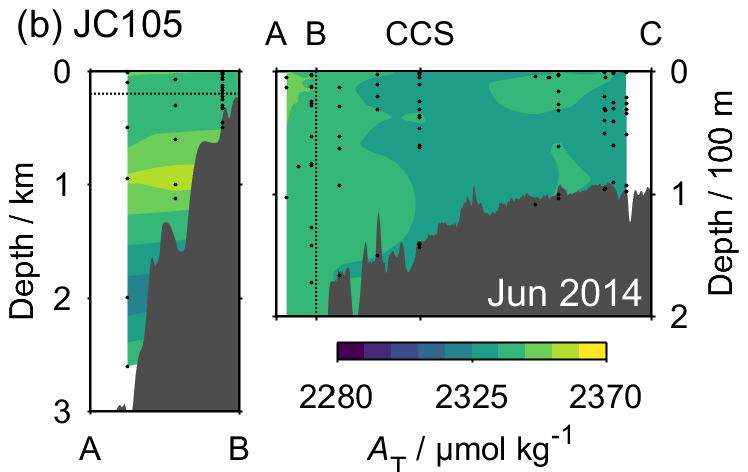 (b) JC105
A B CCS C
0
1
2
3
Depth / km
A B
0
1
2
Depth / 100 m
Jun 2014
2280 2325 2370
A_T / μmol kg⁻¹